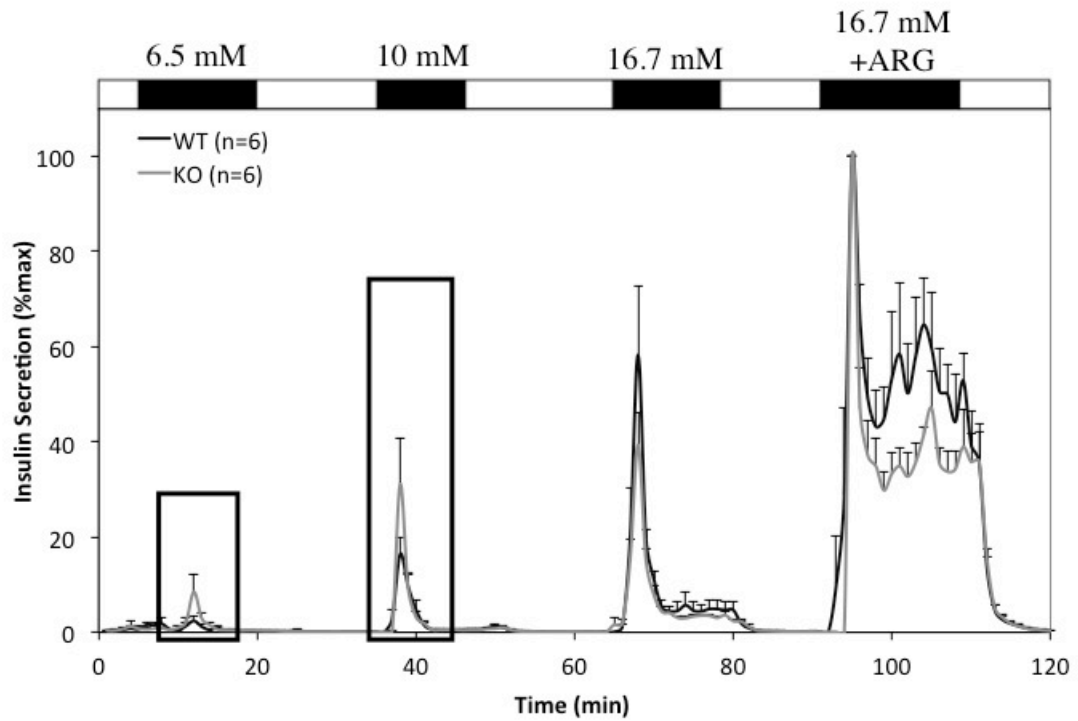 6.5 mM
10 mM
16.7 mM
16.7 mM
+ARG
WT (n=6)
KO (n=6)
Insulin Secretion (%max)
100
80
60
40
20
0
0 20 40 60 80 100 120
Time (min)